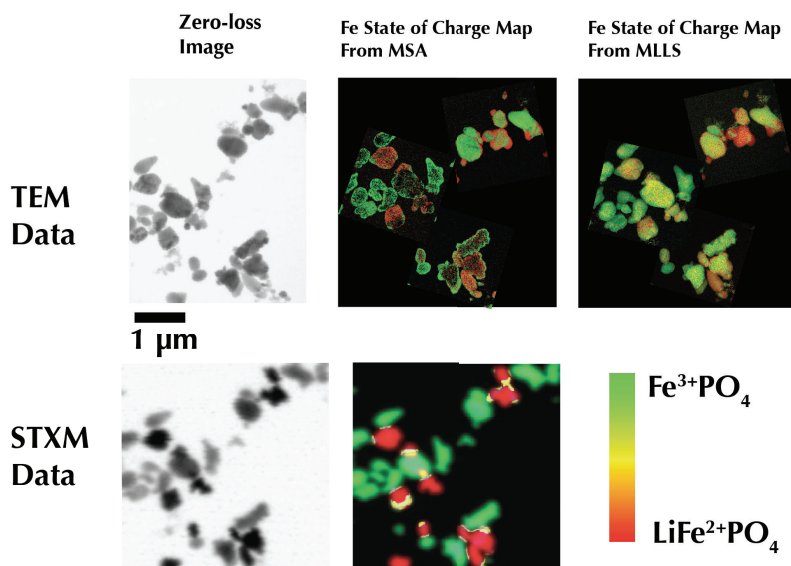 Zero-loss
Image
Fe State of Charge Map
From MSA
Fe State of Charge Map
From MLLS
TEM
Data
1 μm
STXM
Data
Fe³⁺PO₄
LiFe²⁺PO₄